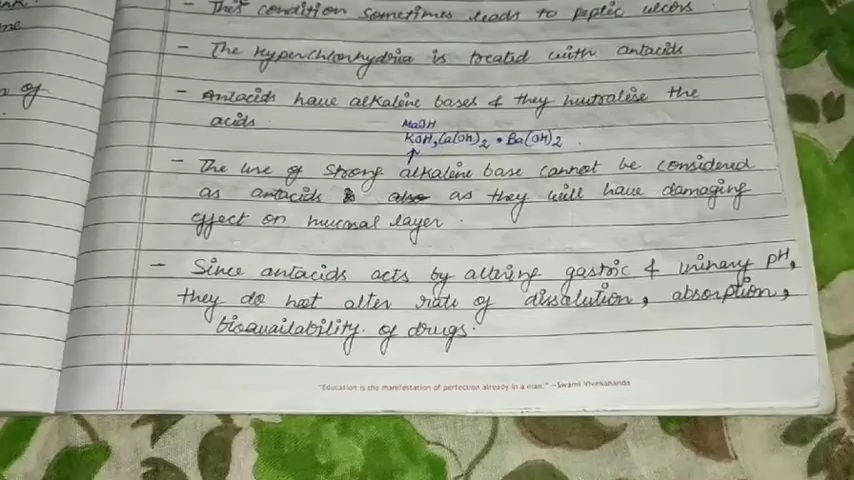 - This condition sometimes leads to peptic ulcers.
- The Hyperchlorhydria is treated with antacids
- Antacids have alkaline bases & they nutralise the
acids.
NaOH
KOH, Ca(OH)2 • Ba(OH)2
- The use of strong alkaline base cannot be considered
as antacids as they will have damaging
effect on mucnal layer.
- Since antacids acts by altering gastric & urinary pH,
they do not alter rate of dissolution, absorption,
bioavailability of drugs.
"Education is the manifestation of perfection already in a man." –Swami Vivekananda
of